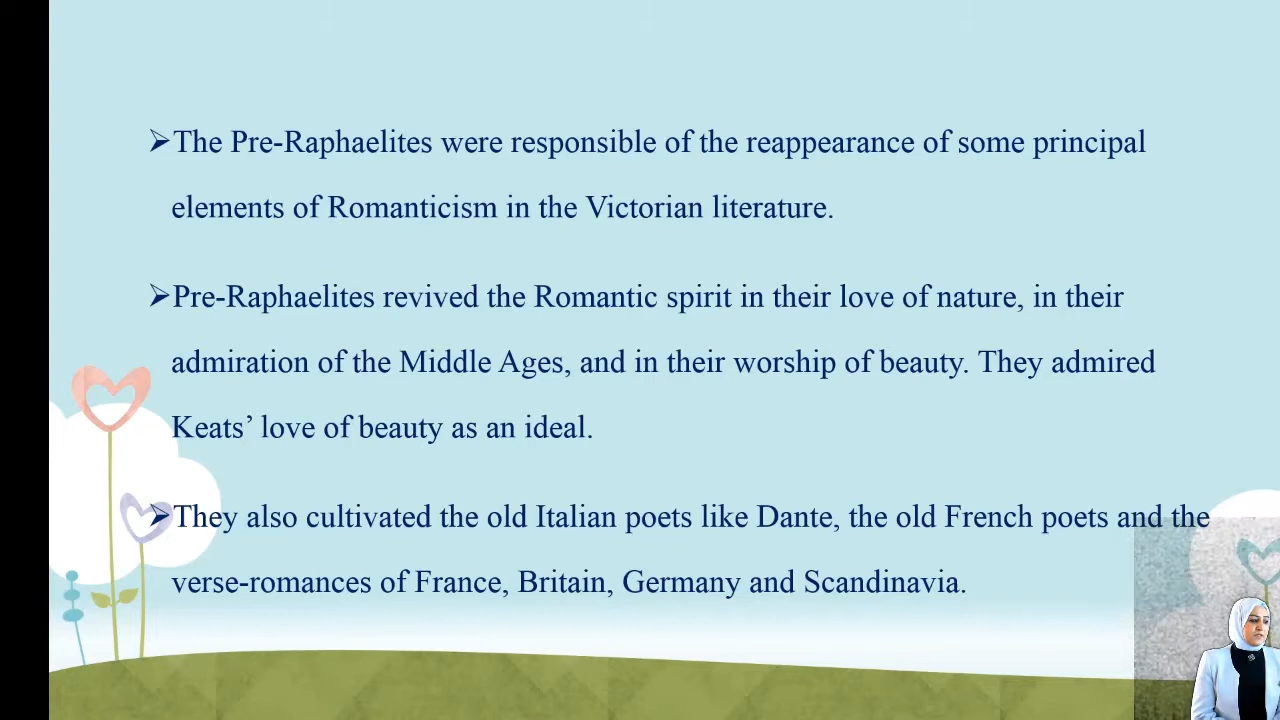 ➢The Pre-Raphaelites were responsible of the reappearance of some principal
elements of Romanticism in the Victorian literature.
➢Pre-Raphaelites revived the Romantic spirit in their love of nature, in their
admiration of the Middle Ages, and in their worship of beauty. They admired
Keats’ love of beauty as an ideal.
➢They also cultivated the old Italian poets like Dante, the old French poets and the
verse-romances of France, Britain, Germany and Scandinavia.